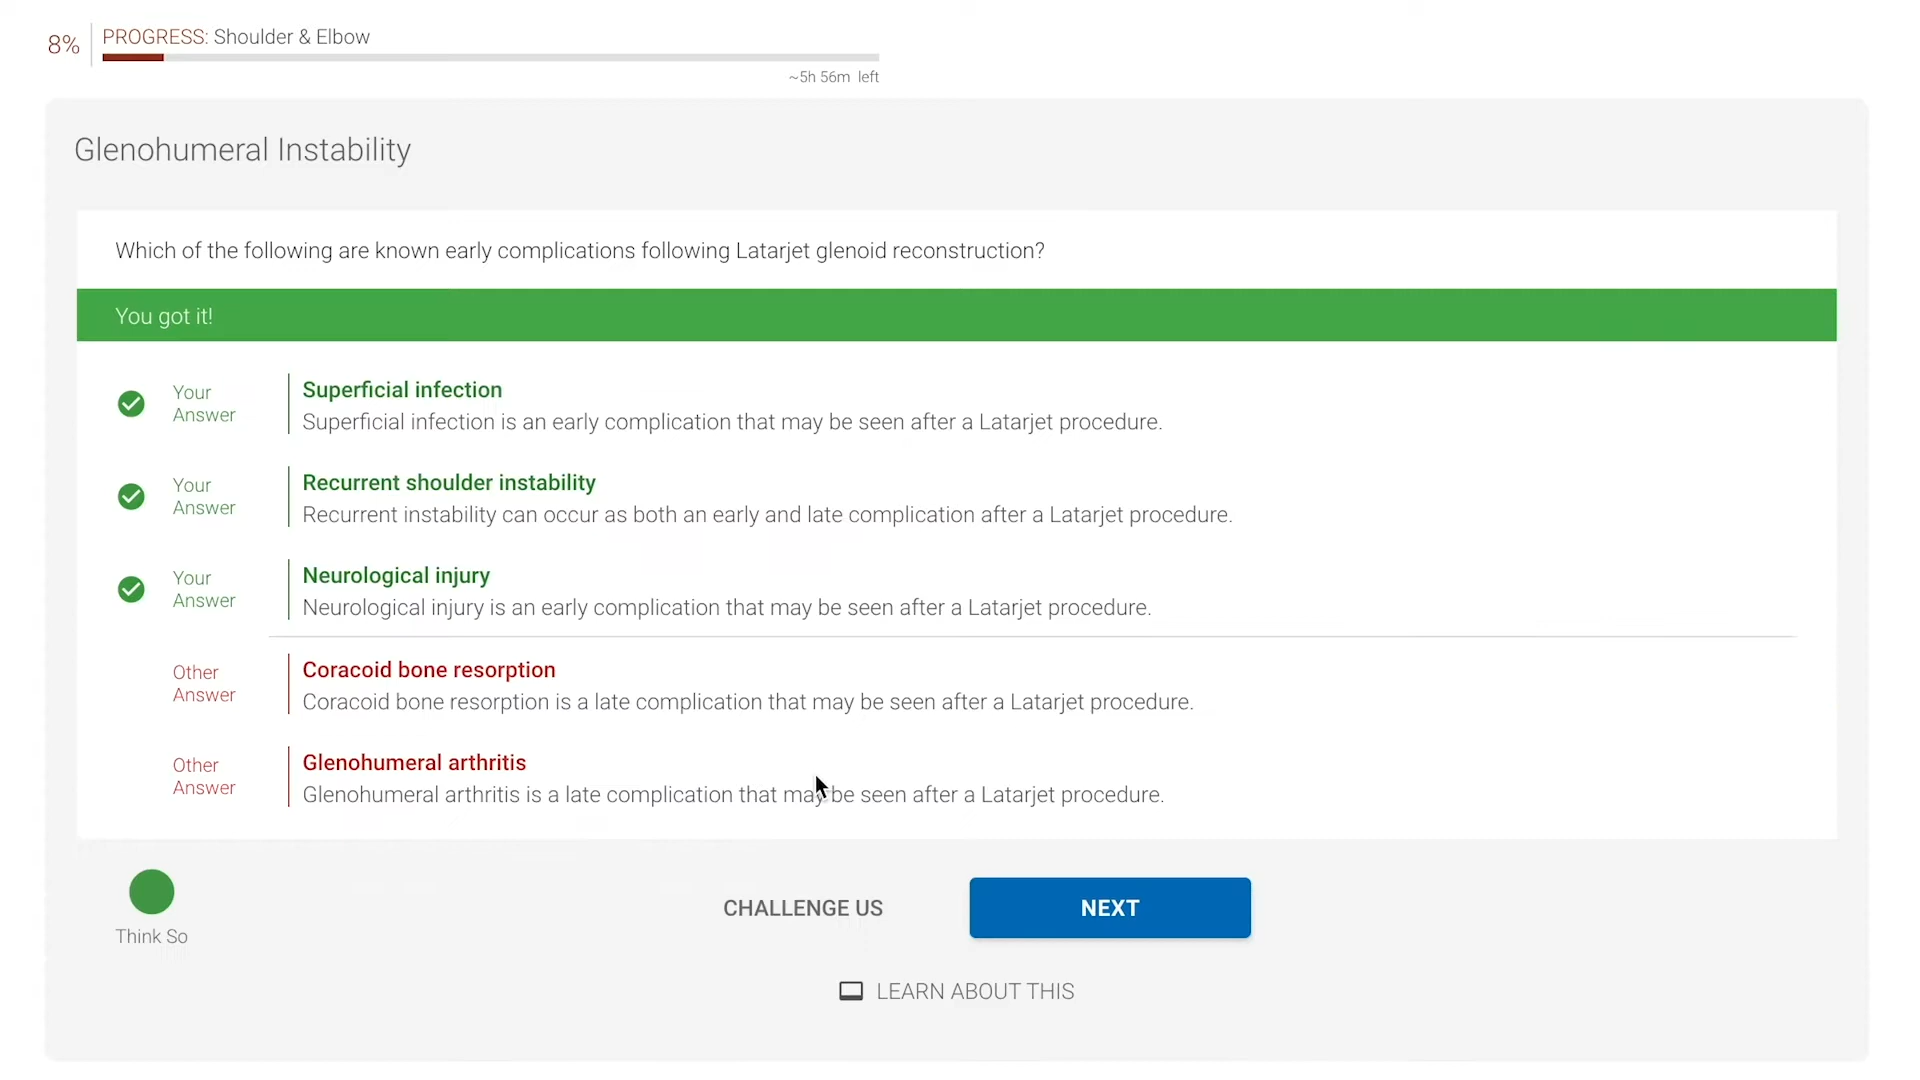 8%
PROGRESS: Shoulder & Elbow
~5h 56m left
Glenohumeral Instability
Which of the following are known early complications following Latarjet glenoid reconstruction?
You got it!
Your
Answer
Superficial infection
Superficial infection is an early complication that may be seen after a Latarjet procedure.
Your
Answer
Recurrent shoulder instability
Recurrent instability can occur as both an early and late complication after a Latarjet procedure.
Your
Answer
Neurological injury
Neurological injury is an early complication that may be seen after a Latarjet procedure.
Other
Answer
Coracoid bone resorption
Coracoid bone resorption is a late complication that may be seen after a Latarjet procedure.
Other
Answer
Glenohumeral arthritis
Glenohumeral arthritis is a late complication that may be seen after a Latarjet procedure.
Think So
CHALLENGE US
NEXT
LEARN ABOUT THIS